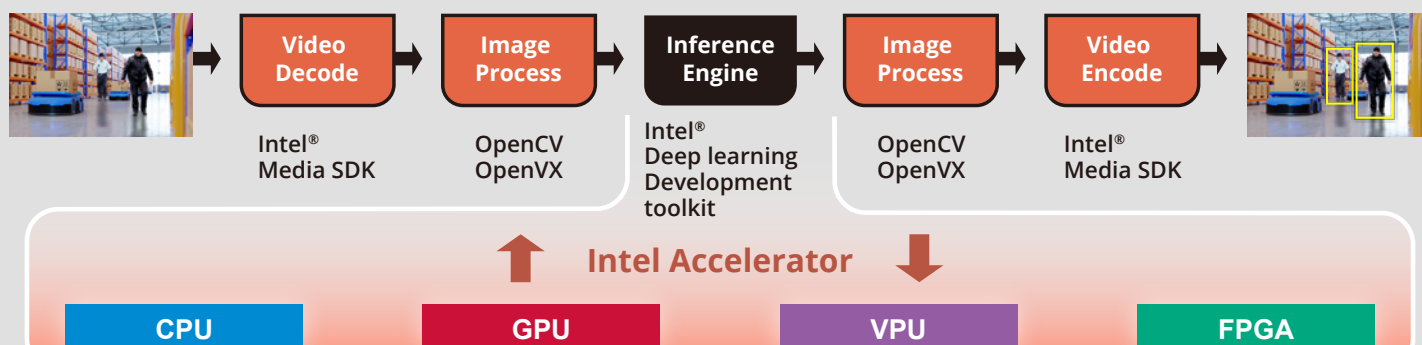 Video
Decode
Image
Process
Inference
Engine
Image
Process
Video
Encode
Intel®
Media SDK
OpenCV
OpenVX
Intel®
Deep learning
Development
toolkit
OpenCV
OpenVX
Intel®
Media SDK
Intel Accelerator
CPU
GPU
VPU
FPGA